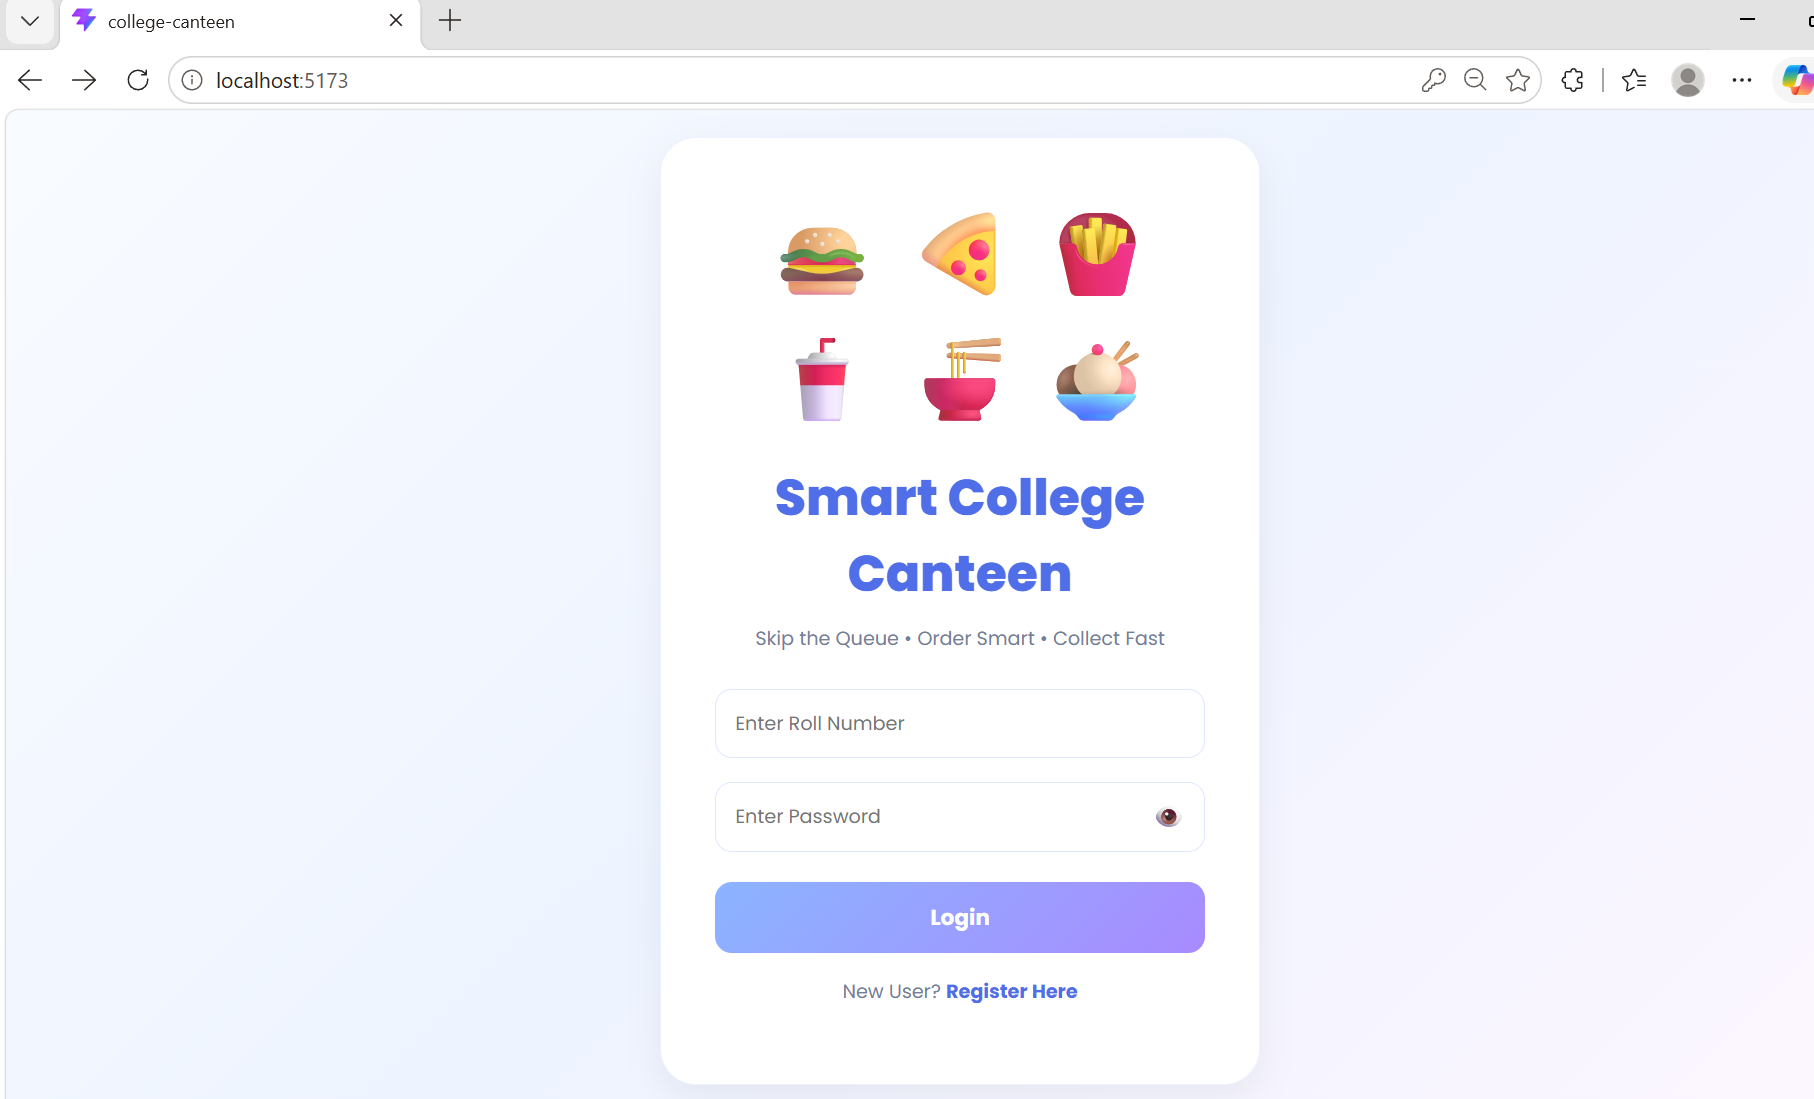 college-canteen
localhost:5173
Smart College
Canteen
Skip the Queue • Order Smart • Collect Fast
Enter Roll Number
Enter Password
Login
New User? Register Here